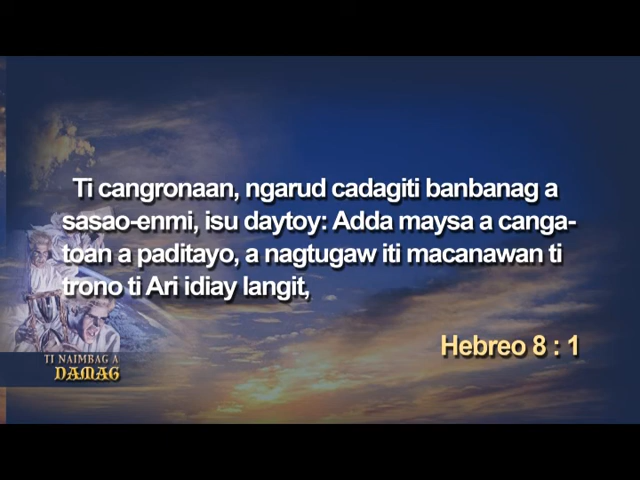 Ti cangronaan, ngarud cadagiti banbanag a
sasao-enmi, isu daytoy: Adda maysa a canga-
toan a paditayo, a nagtugaw iti macanawan ti
trono ti Ari idiay langit,
Hebreo 8 : 1
TI NAIMBAG A
DAMAG